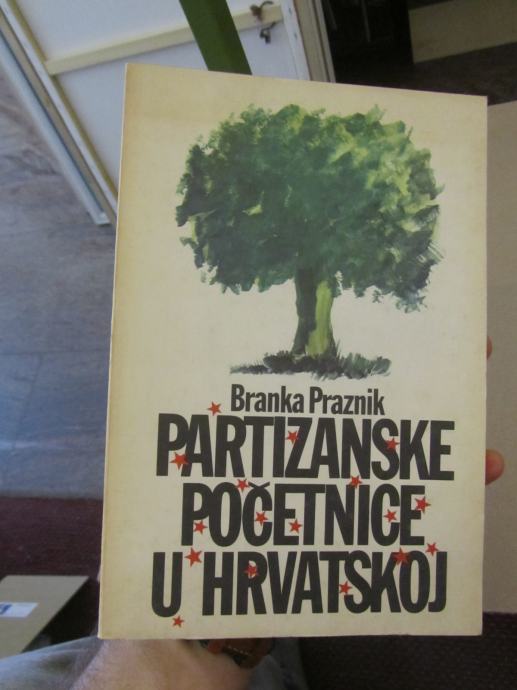 Branka Praznik
PARTIZANSKE
POČETNICE
U HRVATSKOJ